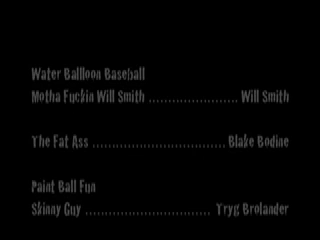 Water Ballloon Baseball
Motha Fuckin Will Smith ....................... Will Smith
The Fat Ass .................................. Blake Bodine
Paint Ball Fun
Skinny Guy ................................ Tryg Brolander